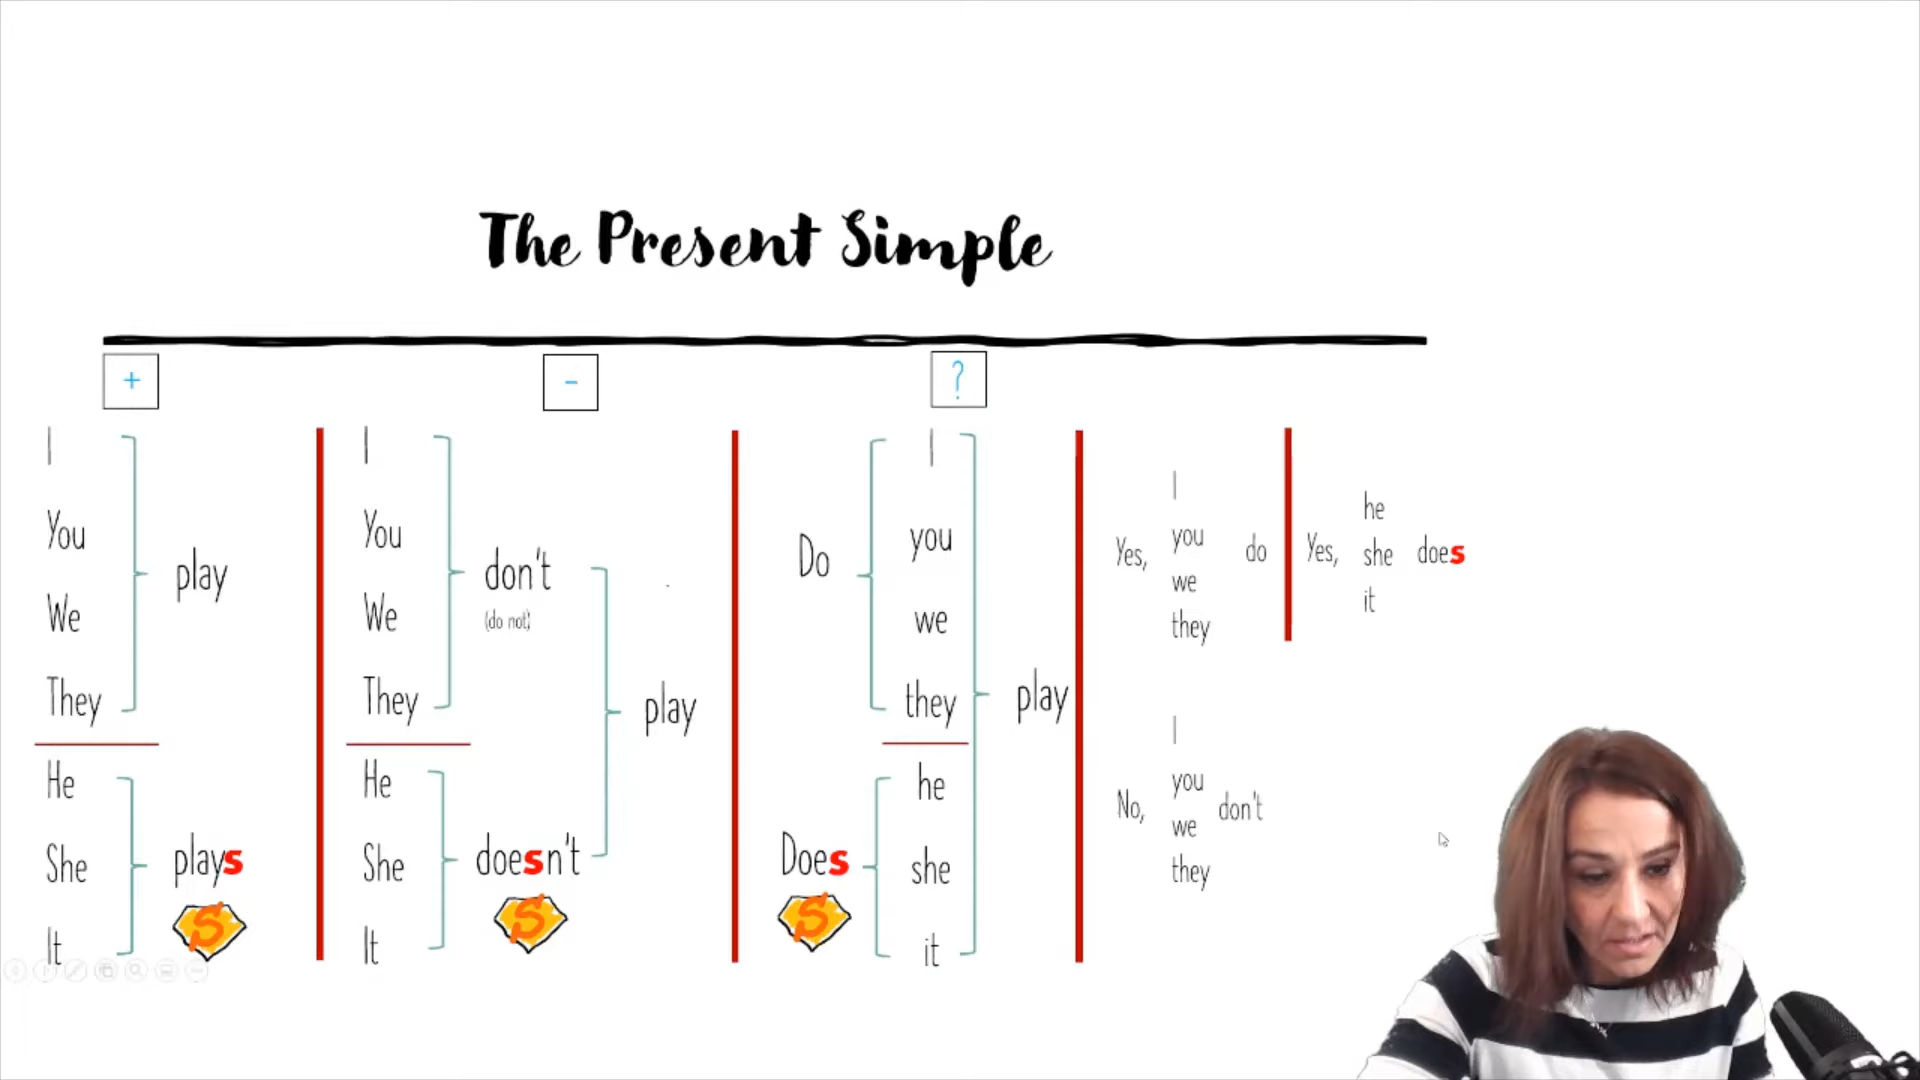 The Present Simple
+
-
?
I
You
We
They
play
He
She
It
plays
S
I
You
We
They
don't
(do not)
He
She
It
doesn't
S
play
Do
I
you
we
they
Does
S
he
she
it
play
Yes,
I
you
we
they
do
Yes,
he
she
it
does
No,
I
you
we
they
don't